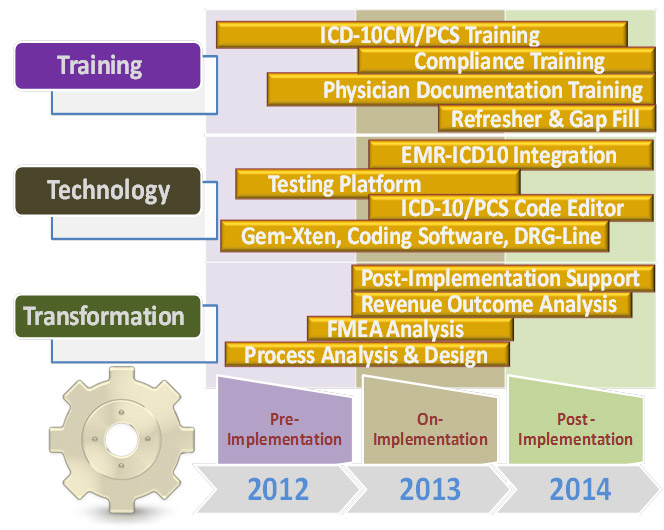 Training
ICD-10CM/PCS Training
Compliance Training
Physician Documentation Training
Refresher & Gap Fill
Technology
EMR-ICD10 Integration
Testing Platform
ICD-10/PCS Code Editor
Gem-Xten, Coding Software, DRG-Line
Transformation
Post-Implementation Support
Revenue Outcome Analysis
FMEA Analysis
Process Analysis & Design
Pre-
Implementation
On-
Implementation
Post -
Implementation
2012
2013
2014